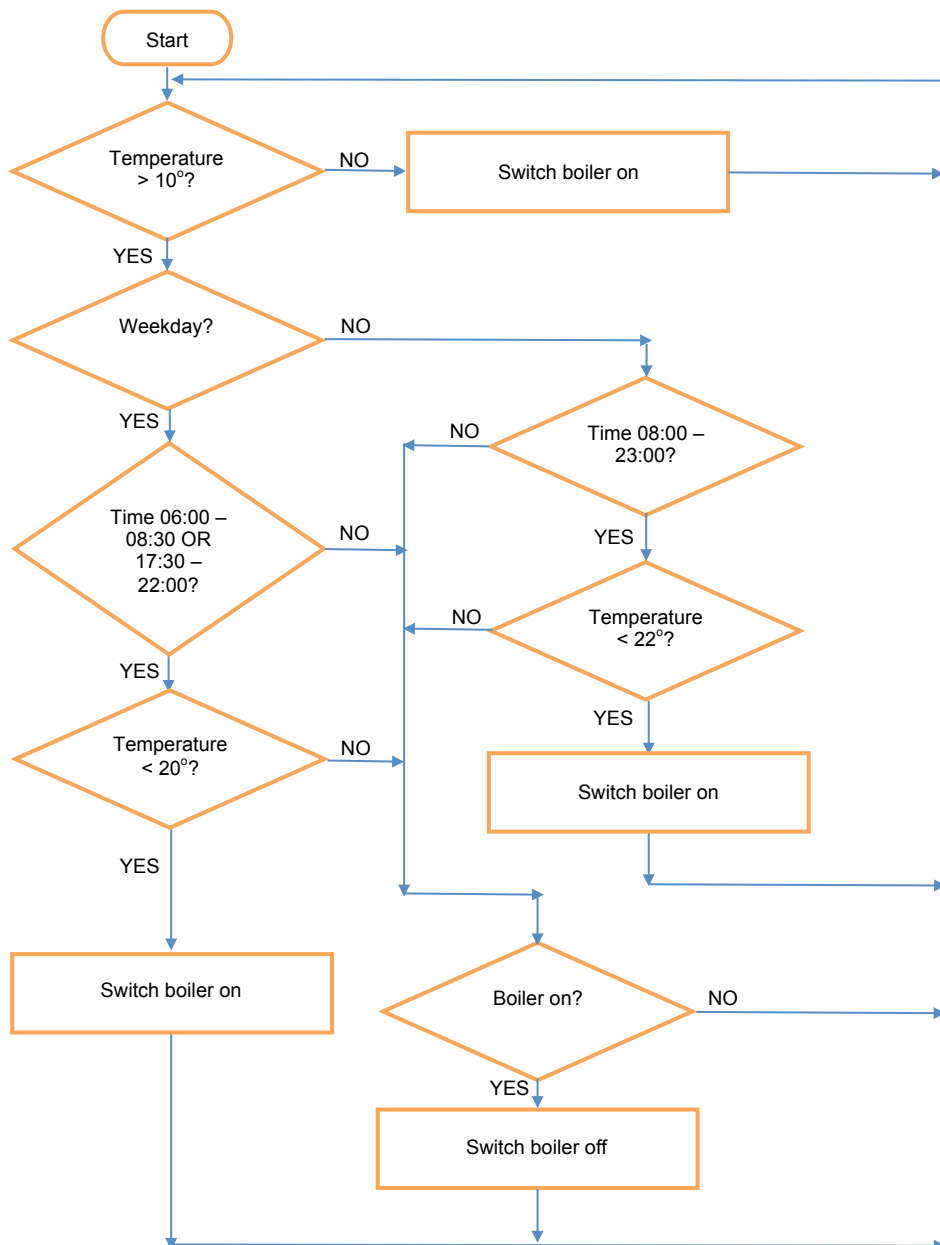 Start
Temperature
> 10°?
NO
Switch boiler on
YES
Weekday?
NO
YES
Time 08:00 –
23:00?
NO
YES
Time 06:00 –
08:30 OR
17:30 –
22:00?
NO
YES
Temperature
< 22°?
NO
YES
Temperature
< 20°?
NO
YES
Switch boiler on
Switch boiler on
Boiler on?
NO
YES
Switch boiler off